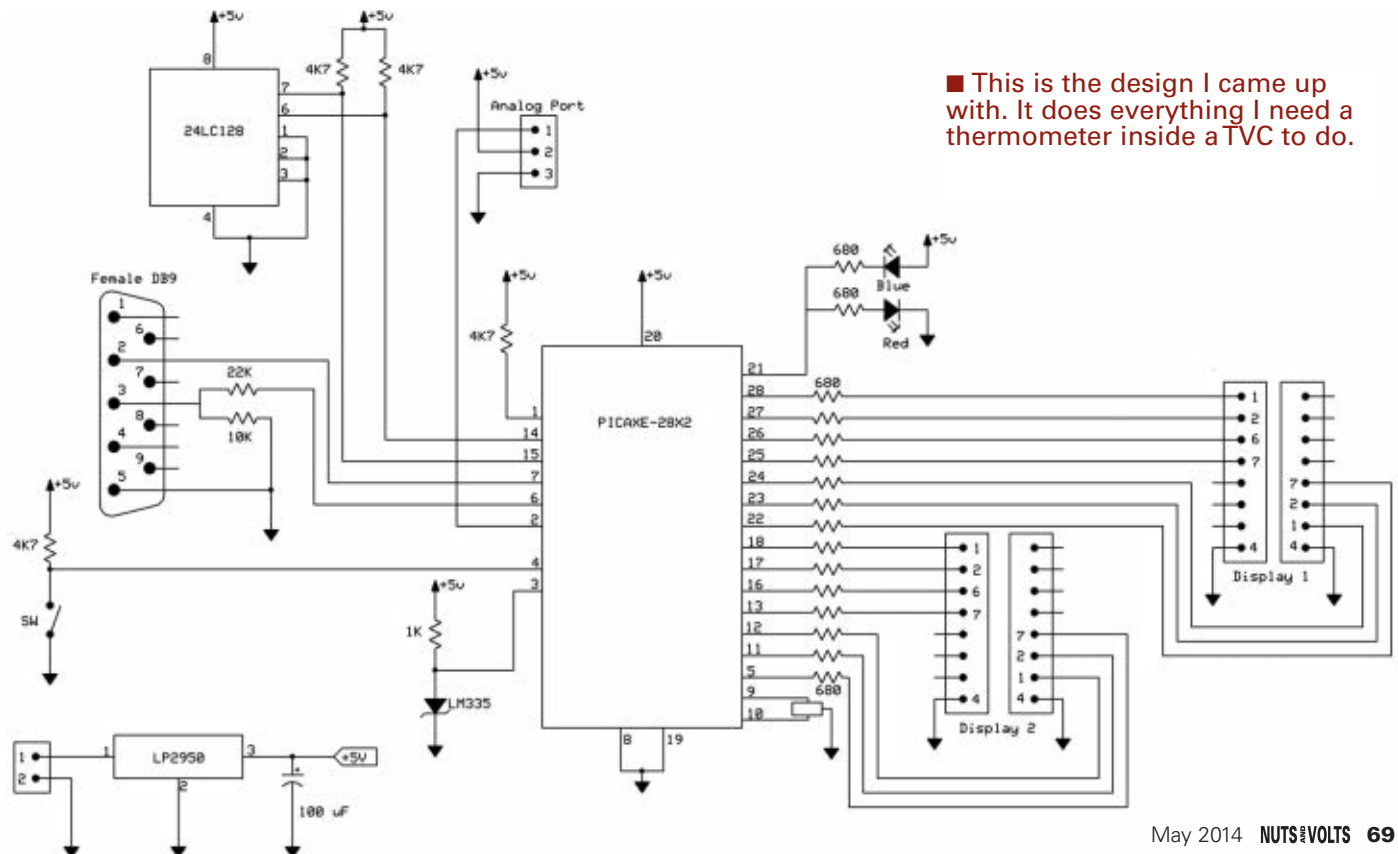 +5v
+5v
8
4K7
4K7
7
6
1
2
3
24LC128
4
+5v
Analog Port
1
2
3
■ This is the design I came up
with. It does everything I need a
thermometer inside a TVC to do.
Female DB9
1
6
2
7
3
8
4
9
5
22K
10K
+5v
4K7
+5v
20
PICAXE-28X2
1
14
15
7
6
2
4
3
680
+5v
Blue
680
Red
21
28
680
27
26
25
24
23
22
18
17
16
13
12
11
5
680
9
10
8
19
1
2
6
7
4
7
2
1
4
Display 1
1
2
6
7
4
7
2
1
4
Display 2
+5v
4K7
SW
+5v
1K
LM335
1
2
1
LP2950
3
2
+5V
+
100 uF
May 2014 NUTS AND VOLTS 69